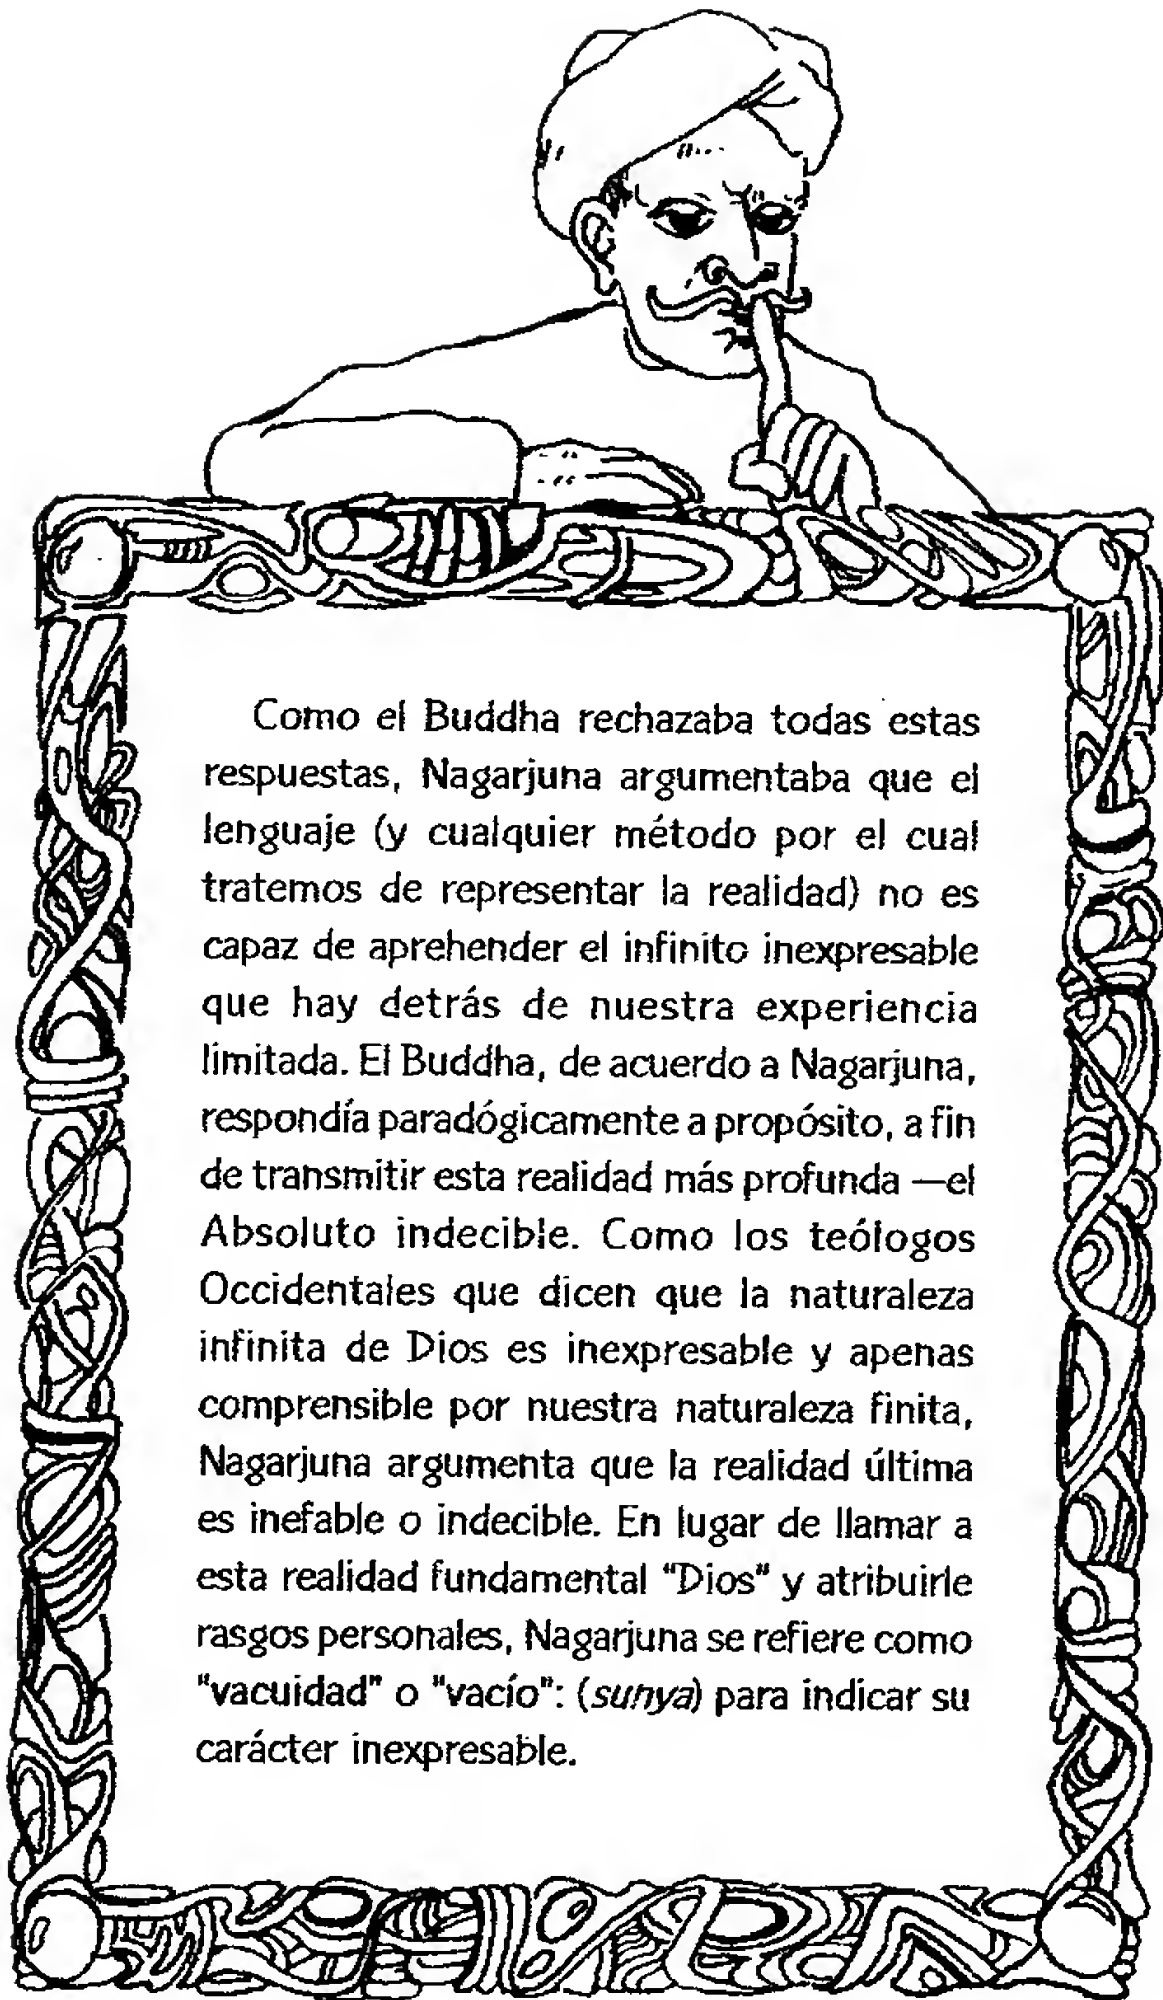 Como el Buddha rechazaba todas estas
respuestas, Nagarjuna argumentaba que el
lenguaje (y cualquier método por el cual
tratemos de representar la realidad) no es
capaz de aprehender el infinito inexpresable
que hay detrás de nuestra experiencia
limitada. El Buddha, de acuerdo a Nagarjuna,
respondía paradógicamente a propósito, a fin
de transmitir esta realidad más profunda —el
Absoluto indecible. Como los teólogos
Occidentales que dicen que la naturaleza
infinita de Dios es inexpresable y apenas
comprensible por nuestra naturaleza finita,
Nagarjuna argumenta que la realidad última
es inefable o indecible. En lugar de llamar a
esta realidad fundamental "Dios" y atribuirle
rasgos personales, Nagarjuna se refiere como
"vacuidad" o "vacío": (sunya) para indicar su
carácter inexpresable.